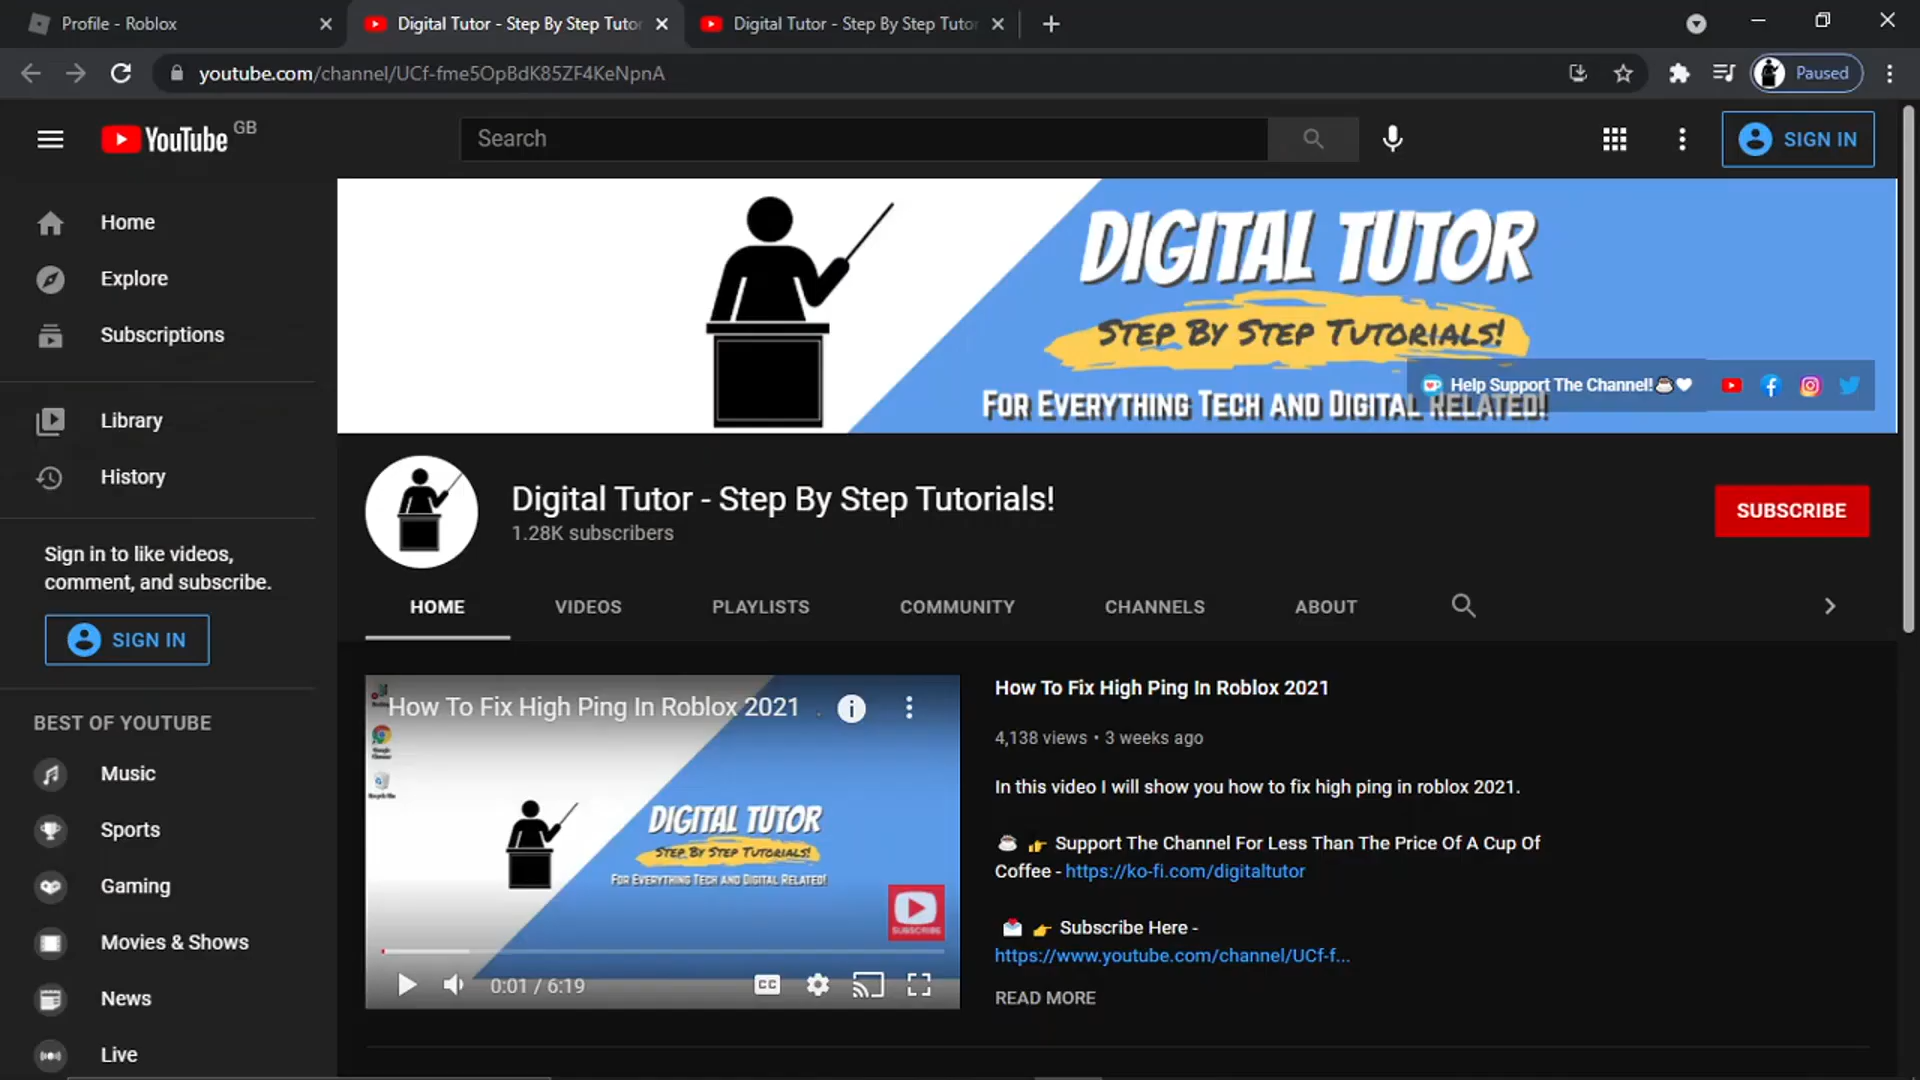 Profile - Roblox
Digital Tutor - Step By Step Tutor
Digital Tutor - Step By Step Tutor
youtube.com/channel/UCf-fme5OpBdK85ZF4KeNpnA
Paused
YouTube GB
Search
SIGN IN
Home
Explore
Subscriptions
Library
History
Sign in to like videos,
comment, and subscribe.
SIGN IN
BEST OF YOUTUBE
Music
Sports
Gaming
Movies & Shows
News
Live
DIGITAL TUTOR
STEP BY STEP TUTORIALS!
FOR EVERYTHING TECH AND DIGITAL RELATED!
Help Support The Channel!☕🤍
Digital Tutor - Step By Step Tutorials!
1.28K subscribers
SUBSCRIBE
HOME
VIDEOS
PLAYLISTS
COMMUNITY
CHANNELS
ABOUT
How To Fix High Ping In Roblox 2021
DIGITAL TUTOR
STEP BY STEP TUTORIALS!
FOR EVERYTHING TECH AND DIGITAL RELATED!
SUBSCRIBE
0:01 / 6:19
CC
How To Fix High Ping In Roblox 2021
4,138 views • 3 weeks ago
In this video I will show you how to fix high ping in roblox 2021.
☕ 👉 Support The Channel For Less Than The Price Of A Cup Of
Coffee - https://ko-fi.com/digitaltutor
💌 👉 Subscribe Here -
https://www.youtube.com/channel/UCf-f...
READ MORE